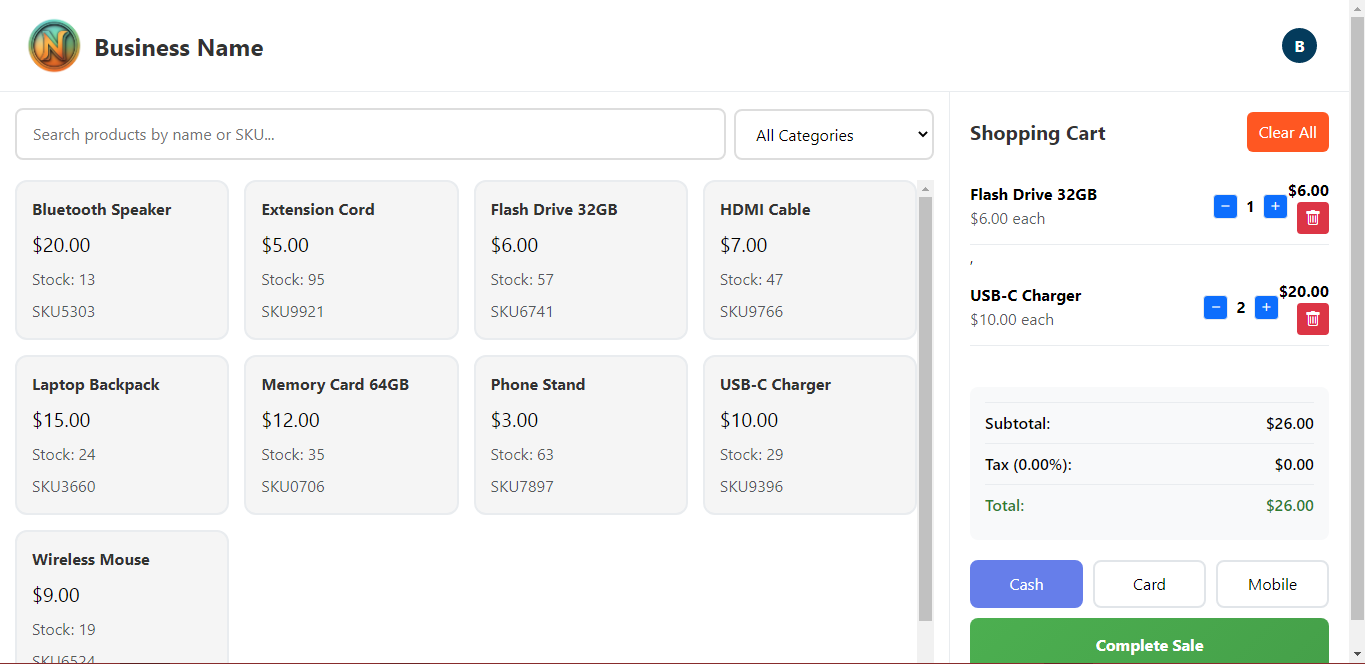 N
Business Name
B
Search products by name or SKU...
All Categories
Bluetooth Speaker
$20.00
Stock: 13
SKU5303
Extension Cord
$5.00
Stock: 95
SKU9921
Flash Drive 32GB
$6.00
Stock: 57
SKU6741
HDMI Cable
$7.00
Stock: 47
SKU9766
Laptop Backpack
$15.00
Stock: 24
SKU3660
Memory Card 64GB
$12.00
Stock: 35
SKU0706
Phone Stand
$3.00
Stock: 63
SKU7897
USB-C Charger
$10.00
Stock: 29
SKU9396
Wireless Mouse
$9.00
Stock: 19
SKU6524
Shopping Cart
Clear All
Flash Drive 32GB
$6.00 each
− 1 +
$6.00
,
USB-C Charger
$10.00 each
− 2 +
$20.00
Subtotal: $26.00
Tax (0.00%): $0.00
Total: $26.00
Cash Card Mobile
Complete Sale